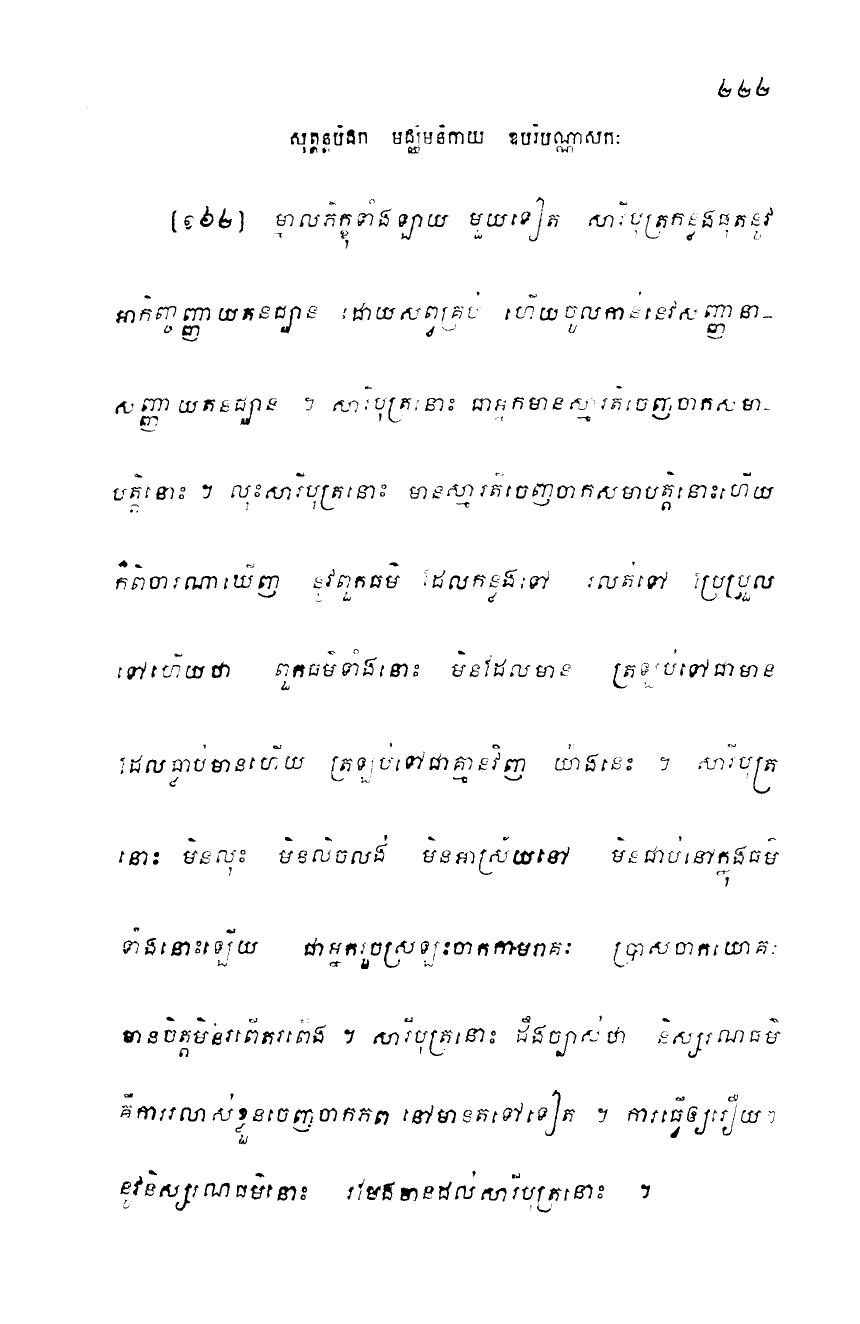 ២២២
សុត្តន្តបិដក មជ្ឈិមនិកាយ ឧបរិបណ្ណាសកៈ
[១៦២] ម្នាលភិក្ខុទាំងឡាយ មួយទៀត សារីបុត្រកន្លងផុតនូវ
អាកិញ្ចញ្ញាយតនជ្ឈាន ដោយសព្វគ្រប់ ហើយចូលកាន់នេវសញ្ញានា-
សញ្ញាយតនជ្ឈាន ។ សារីបុត្រនោះ ជាអ្នកមានស្មារតីចេញចាកសមា-
បត្តិនោះ ។ លុះសារីបុត្រនោះ មានស្មារតីចេញចាកសមាបត្តិនោះហើយ
ក៏ពិចារណាឃើញ នូវពួកធម៌ ដែលកន្លងទៅ រលត់ទៅ ប្រែប្រួល
ទៅហើយថា ពួកធម៌ទាំងនោះ មិនដែលមាន ត្រឡប់ទៅជាមាន
ដែលធ្លាប់មានហើយ ត្រឡប់ទៅជាគ្មានវិញ យ៉ាងនេះ ។ សារីបុត្រ
នោះ មិនលុះ មិនលិចលង់ មិនអាស្រ័យនៅ មិនជាប់នៅក្នុងធម៌
ទាំងនោះឡើយ ជាអ្នករួចស្រឡះចាកកាមរាគៈ ប្រាសចាកយោគៈ
មានចិត្តមិនរពើតរពើង ។ សារីបុត្រនោះ ដឹងច្បាស់ថា និស្សរណធម៌
គឺការរលាស់ខ្លួនចេញចាកភព នៅមានតទៅទៀត ។ ការធ្វើឲ្យរឿយៗ
នូវនិស្សរណធម៌នោះ រមែងមានដល់សារីបុត្រនោះ ។